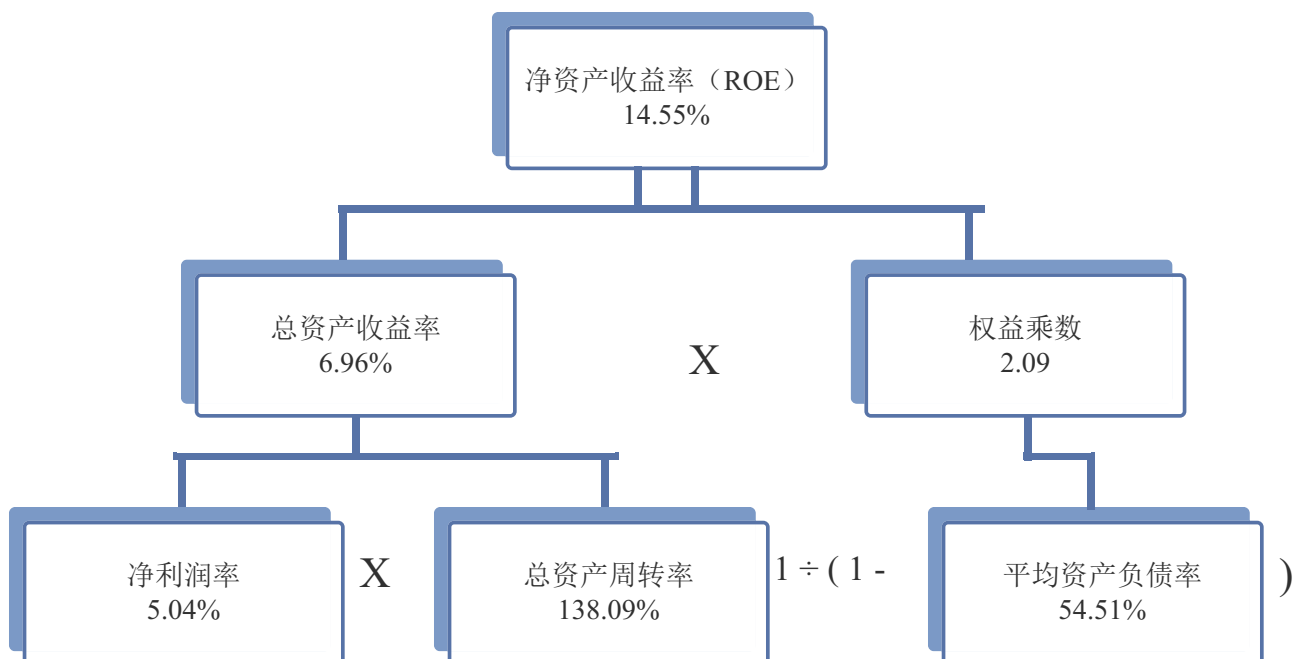 净资产收益率（ROE）
14.55%
总资产收益率
6.96%
X
权益乘数
2.09
净利润率
5.04%
X
总资产周转率
138.09%
1 ÷ ( 1 -
平均资产负债率
54.51%
)